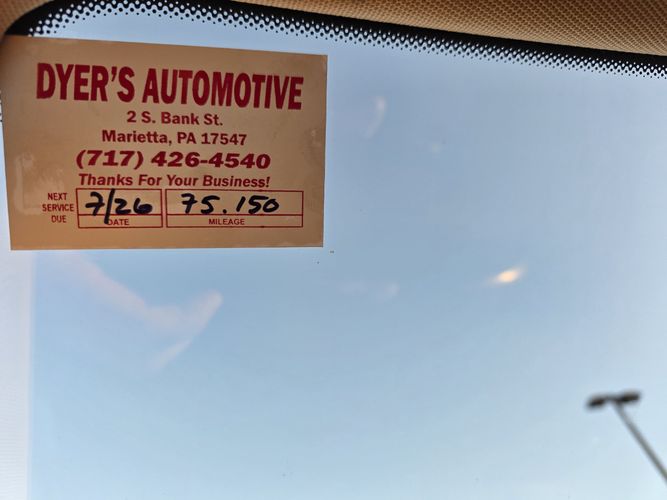 DYER'S AUTOMOTIVE
2 S. Bank St.
Marietta, PA 17547
(717) 426-4540
Thanks For Your Business!
NEXT SERVICE DUE
7/26 75.150
DATE MILEAGE